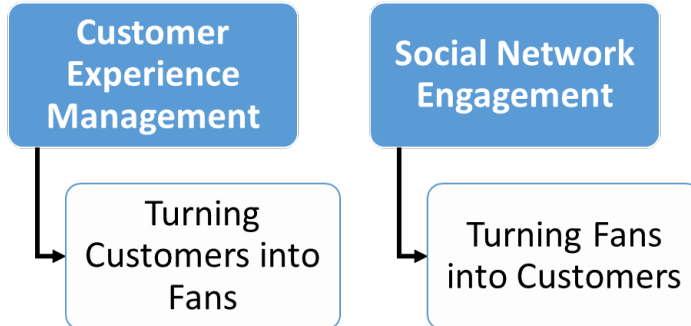 Customer
Experience
Management
Turning
Customers into
Fans
Social Network
Engagement
Turning Fans
into Customers